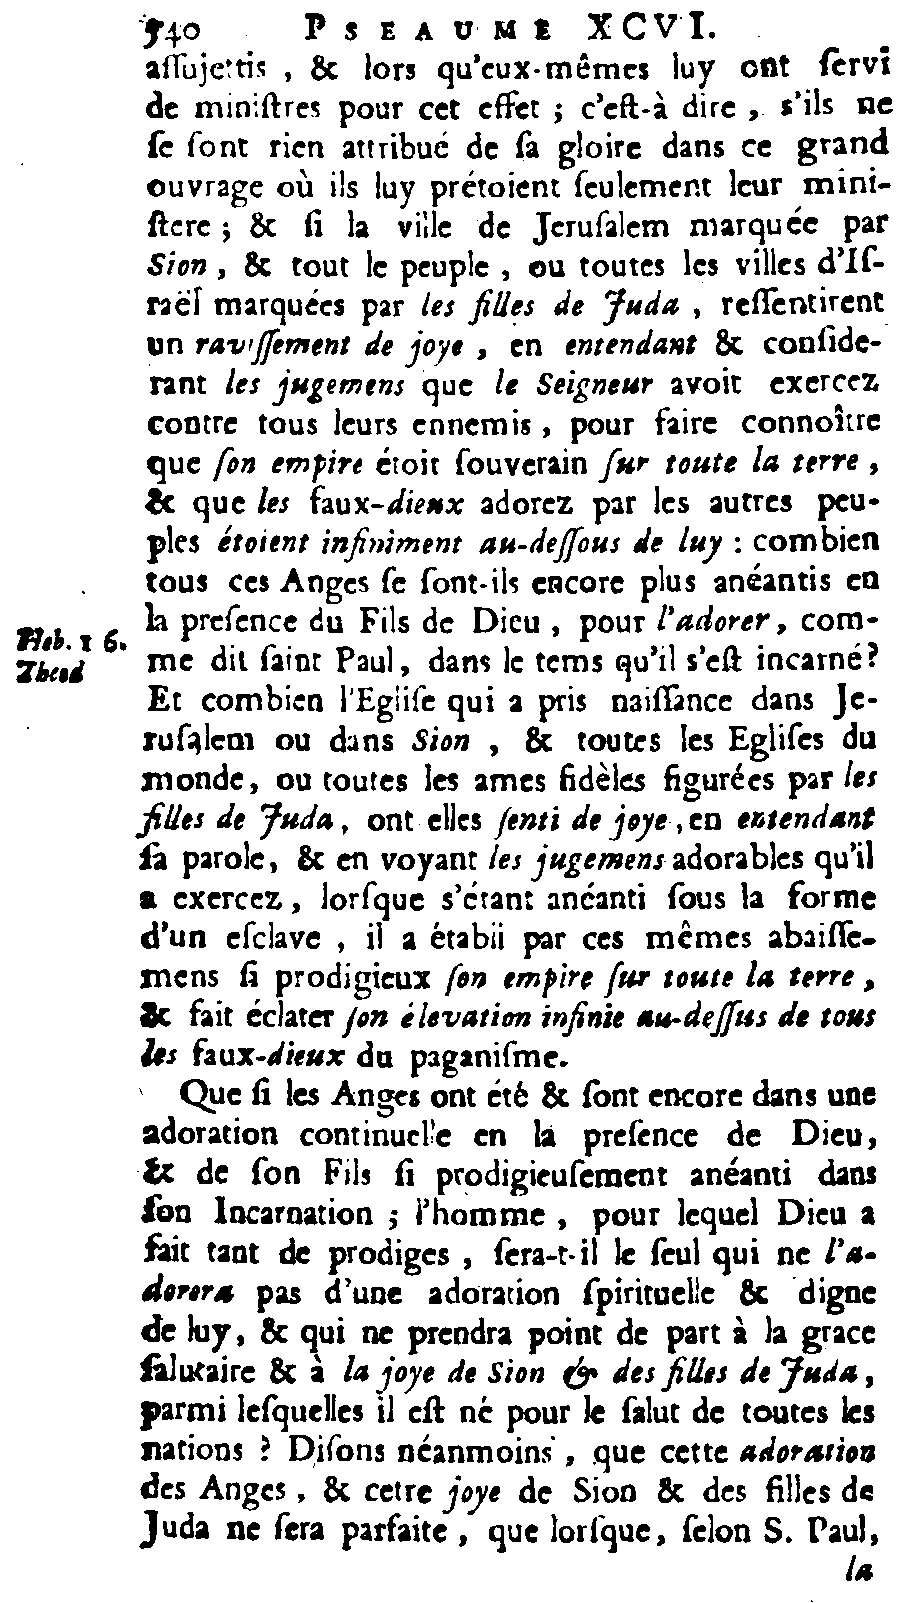 540 PSEAUME XCVI.
aſſujettis , & lors qu'eux-mêmes luy ont ſervi
de miniſtres pour cet effet ; c'eſt-à dire , s'ils ne
ſe ſont rien attribué de ſa gloire dans ce grand
ouvrage où ils luy prétoient ſeulement leur mini-
ſtere ; & ſi la ville de Jeruſalem marquée par
Sion , & tout le peuple , ou toutes les villes d'Iſ-
raël marquées par les filles de Juda , reſſentirent
un raviſſement de joye , en entendant & conſide-
rant les jugemens que le Seigneur avoit exercez
contre tous leurs ennemis , pour faire connoître
que ſon empire étoit ſouverain ſur toute la terre ,
& que les faux-dieux adorez par les autres peu-
ples étoient infiniment au-deſſous de luy : combien
tous ces Anges ſe ſont-ils encore plus anéantis en
la preſence du Fils de Dieu , pour l'adorer , com-
Heb. 1 6.
me dit ſaint Paul, dans le tems qu'il s'eſt incarné?
Et combien l'Egliſe qui a pris naiſſance dans Je-
ruſalem ou dans Sion , & toutes les Egliſes du
monde, ou toutes les ames fidèles figurées par les
filles de Juda , ont elles ſenti de joye , en entendant
ſa parole, & en voyant les jugemens adorables qu'il
a exercez , lorſque s'étant anéanti ſous la forme
d'un eſclave , il a établi par ces mêmes abaiſſe-
mens ſi prodigieux ſon empire ſur toute la terre ,
& fait éclater ſon élevation infinie au-deſſus de tous
les faux-dieux du paganiſme.
Que ſi les Anges ont été & ſont encore dans une
adoration continuelle en la preſence de Dieu,
& de ſon Fils ſi prodigieuſement anéanti dans
ſon Incarnation ; l'homme , pour lequel Dieu a
fait tant de prodiges , ſera-t-il le ſeul qui ne l'a-
dorera pas d'une adoration ſpirituelle & digne
de luy, & qui ne prendra point de part à la grace
ſalutaire & à la joye de Sion & des filles de Juda,
parmi leſquelles il eſt né pour le ſalut de toutes les
nations ? Diſons néanmoins , que cette adoration
des Anges , & cette joye de Sion & des filles de
Juda ne ſera parfaite , que lorſque, ſelon S. Paul,
la